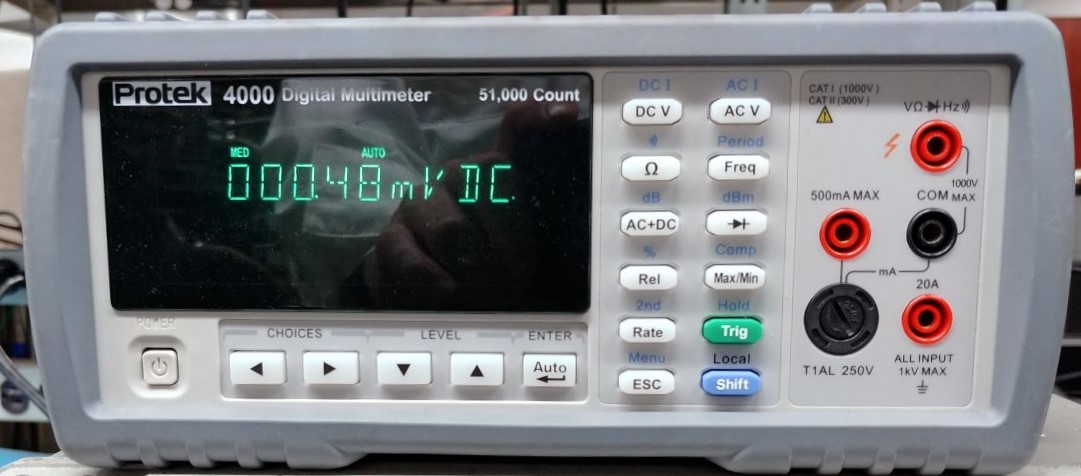 Protek 4000 Digital Multimeter 51,000 Count
MED AUTO
000.48 mV DC
POWER
CHOICES LEVEL ENTER
Auto
DC I AC I
DC V AC V
Period
Ω Freq
dB dBm
AC+DC
% Comp
Rel Max/Min
2nd Hold
Rate Trig
Menu Local
ESC Shift
CAT I (1000V)
CAT II (300V)
VΩ Hz
1000V
MAX
500mA MAX COM
mA
20A
T1AL 250V
ALL INPUT
1kV MAX